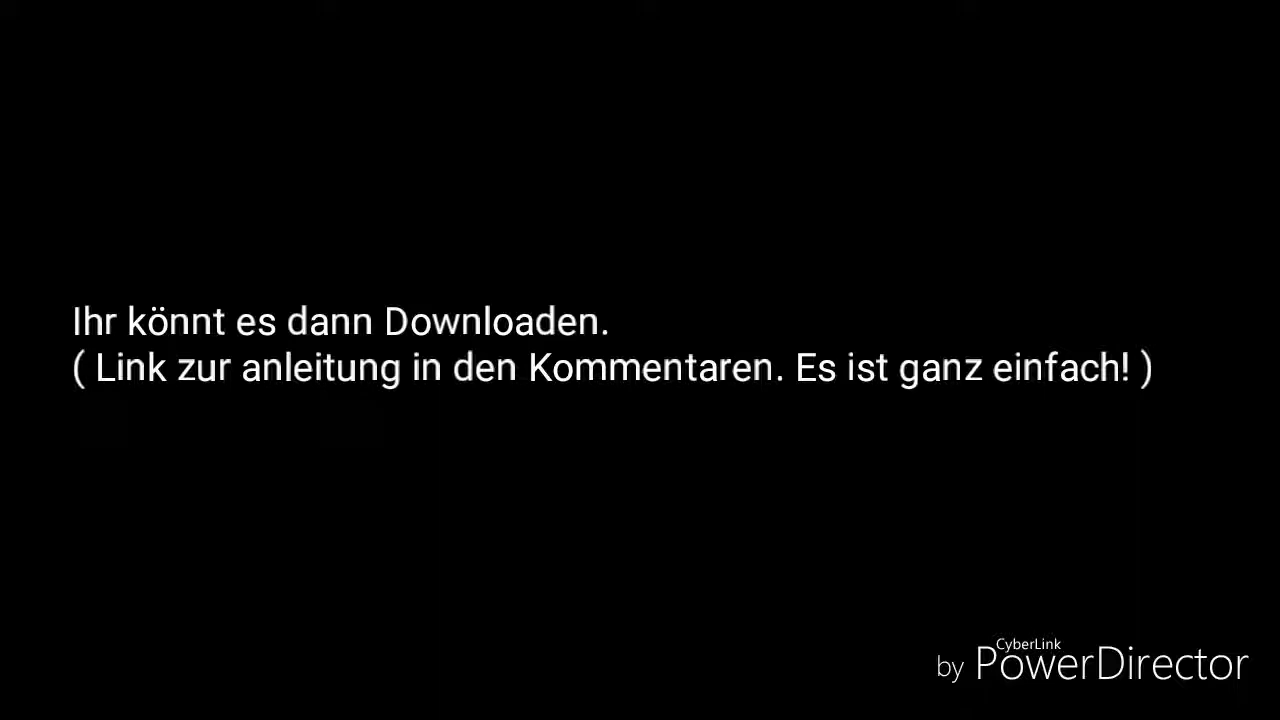 Ihr könnt es dann Downloaden.
( Link zur anleitung in den Kommentaren. Es ist ganz einfach! )
CyberLink
by PowerDirector